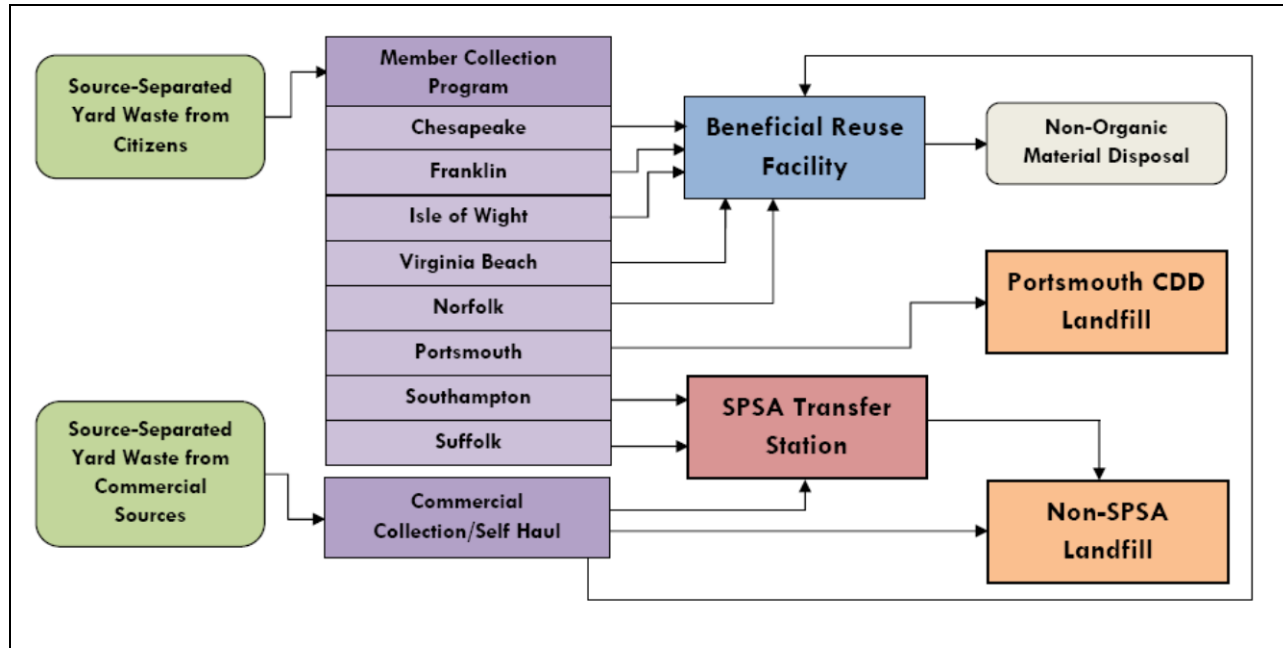 Source-Separated
Yard Waste from
Citizens
Member Collection
Program
Chesapeake
Franklin
Isle of Wight
Virginia Beach
Norfolk
Portsmouth
Southampton
Suffolk
Beneficial Reuse
Facility
Non-Organic
Material Disposal
Portsmouth CDD
Landfill
SPSA Transfer
Station
Source-Separated
Yard Waste from
Commercial
Sources
Commercial
Collection/Self Haul
Non-SPSA
Landfill